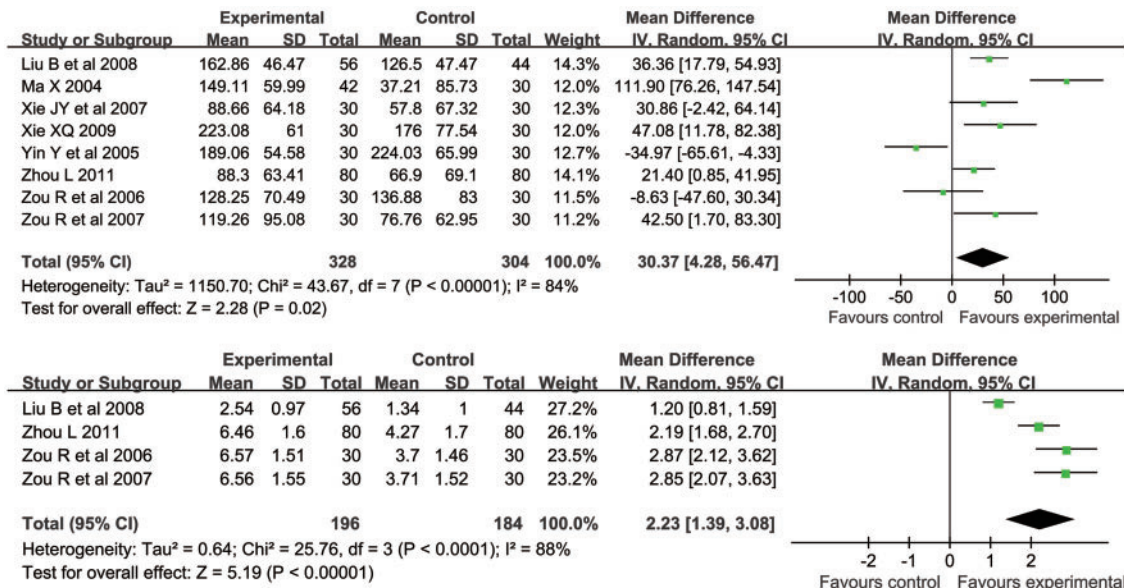 Experimental Control Mean Difference Mean Difference
Study or Subgroup Mean SD Total Mean SD Total Weight IV. Random. 95% CI IV. Random. 95% CI
Liu B et al 2008 162.86 46.47 56 126.5 47.47 44 14.3% 36.36 [17.79, 54.93]
Ma X 2004 149.11 59.99 42 37.21 85.73 30 12.0% 111.90 [76.26, 147.54]
Xie JY et al 2007 88.66 64.18 30 57.8 67.32 30 12.3% 30.86 [-2.42, 64.14]
Xie XQ 2009 223.08 61 30 176 77.54 30 12.0% 47.08 [11.78, 82.38]
Yin Y et al 2005 189.06 54.58 30 224.03 65.99 30 12.7% -34.97 [-65.61, -4.33]
Zhou L 2011 88.3 63.41 80 66.9 69.1 80 14.1% 21.40 [0.85, 41.95]
Zou R et al 2006 128.25 70.49 30 136.88 83 30 11.5% -8.63 [-47.60, 30.34]
Zou R et al 2007 119.26 95.08 30 76.76 62.95 30 11.2% 42.50 [1.70, 83.30]
Total (95% CI) 328 304 100.0% 30.37 [4.28, 56.47]
Heterogeneity: Tau² = 1150.70; Chi² = 43.67, df = 7 (P < 0.00001); I² = 84%
Test for overall effect: Z = 2.28 (P = 0.02)
-100 -50 0 50 100
Favours control Favours experimental
Experimental Control Mean Difference Mean Difference
Study or Subgroup Mean SD Total Mean SD Total Weight IV. Random. 95% CI IV. Random. 95% CI
Liu B et al 2008 2.54 0.97 56 1.34 1 44 27.2% 1.20 [0.81, 1.59]
Zhou L 2011 6.46 1.6 80 4.27 1.7 80 26.1% 2.19 [1.68, 2.70]
Zou R et al 2006 6.57 1.51 30 3.7 1.46 30 23.5% 2.87 [2.12, 3.62]
Zou R et al 2007 6.56 1.55 30 3.71 1.52 30 23.2% 2.85 [2.07, 3.63]
Total (95% CI) 196 184 100.0% 2.23 [1.39, 3.08]
Heterogeneity: Tau² = 0.64; Chi² = 25.76, df = 3 (P < 0.0001); I² = 88%
Test for overall effect: Z = 5.19 (P < 0.00001)
-2 -1 0 1 2
Favours control Favours experimental